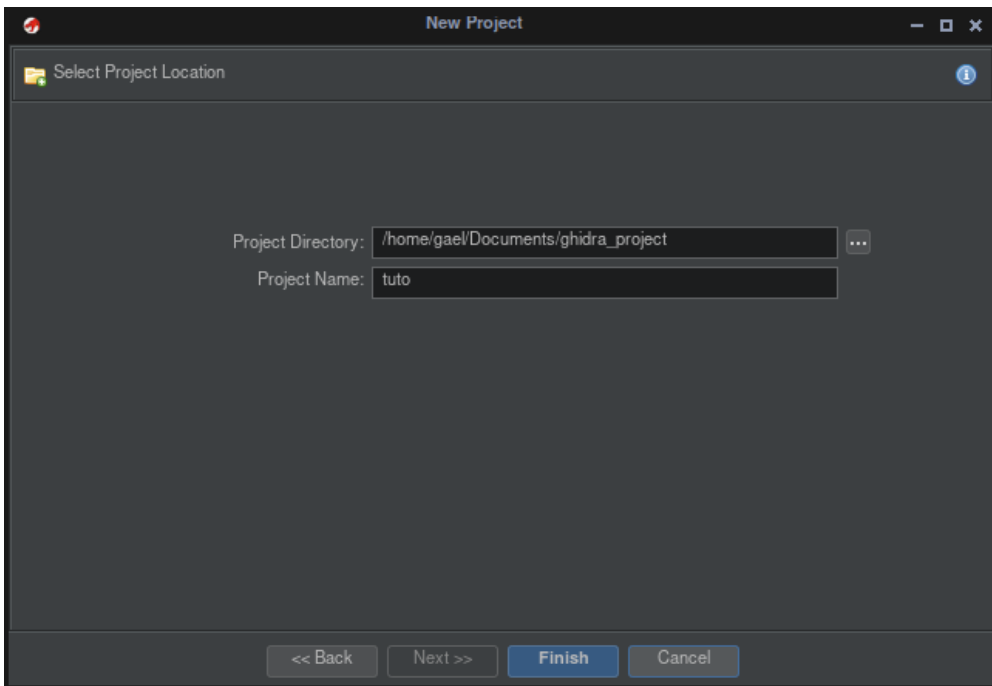 New Project
Select Project Location
Project Directory: /home/gael/Documents/ghidra_project ...
Project Name: tuto
<< Back Next >> Finish Cancel